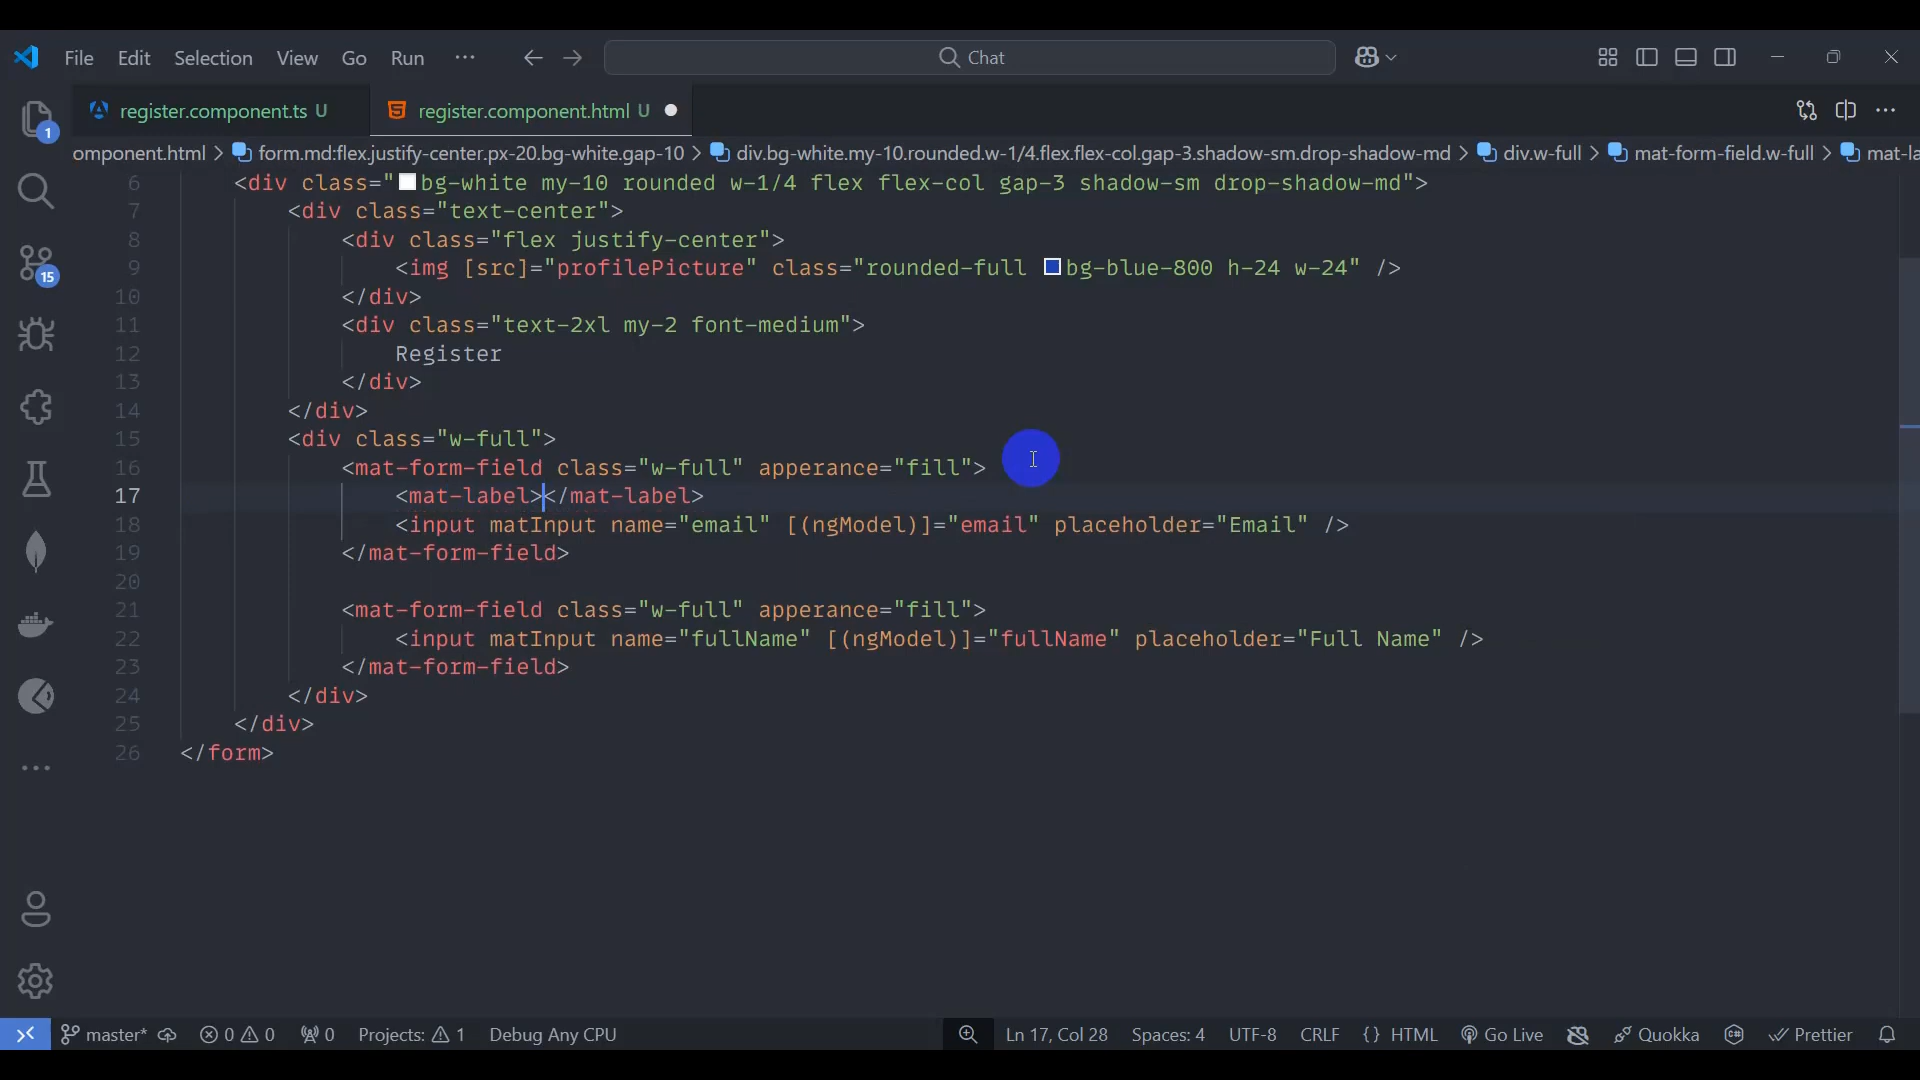 File Edit Selection View Go Run ··· Chat
register.component.ts U register.component.html U
omponent.html > form.md:flex.justify-center.px-20.bg-white.gap-10 > div.bg-white.my-10.rounded.w-1/4.flex.flex-col.gap-3.shadow-sm.drop-shadow-md > div.w-full > mat-form-field.w-full > mat-la
1
15
6 <div class="bg-white my-10 rounded w-1/4 flex flex-col gap-3 shadow-sm drop-shadow-md">
7 <div class="text-center">
8 <div class="flex justify-center">
9 <img [src]="profilePicture" class="rounded-full bg-blue-800 h-24 w-24" />
10 </div>
11 <div class="text-2xl my-2 font-medium">
12 Register
13 </div>
14 </div>
15 <div class="w-full">
16 <mat-form-field class="w-full" apperance="fill">
17 <mat-label></mat-label>
18 <input matInput name="email" [(ngModel)]="email" placeholder="Email" />
19 </mat-form-field>
20
21 <mat-form-field class="w-full" apperance="fill">
22 <input matInput name="fullName" [(ngModel)]="fullName" placeholder="Full Name" />
23 </mat-form-field>
24 </div>
25 </div>
26 </form>
master* 0 0 0 Projects: 1 Debug Any CPU Ln 17, Col 28 Spaces: 4 UTF-8 CRLF {} HTML Go Live Quokka Prettier